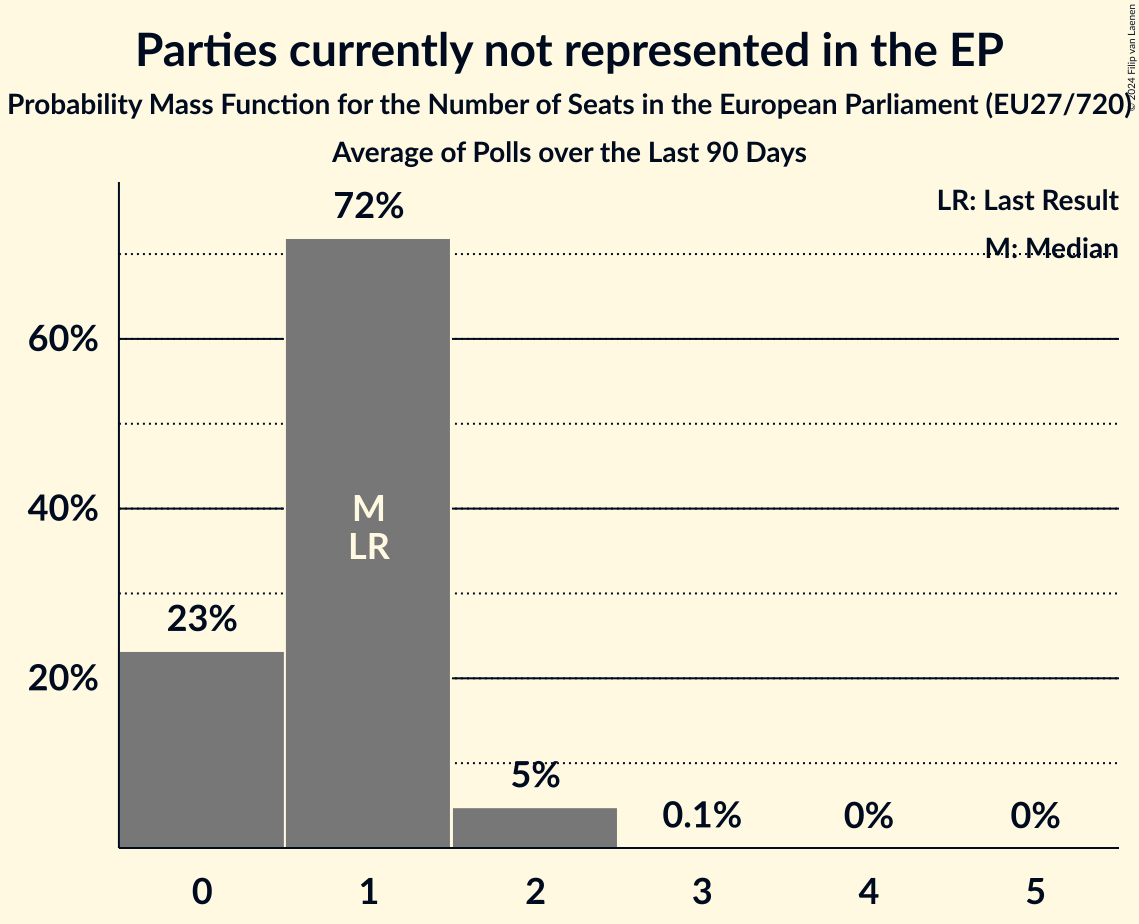 Parties currently not represented in the EP
Probability Mass Function for the Number of Seats in the European Parliament (EU27/720)
Average of Polls over the Last 90 Days
© 2024 Filip van Laenen
LR: Last Result
M: Median
72%
60%
40%
20%
M
LR
23%
5%
0.1%
0%
0%
0 1 2 3 4 5